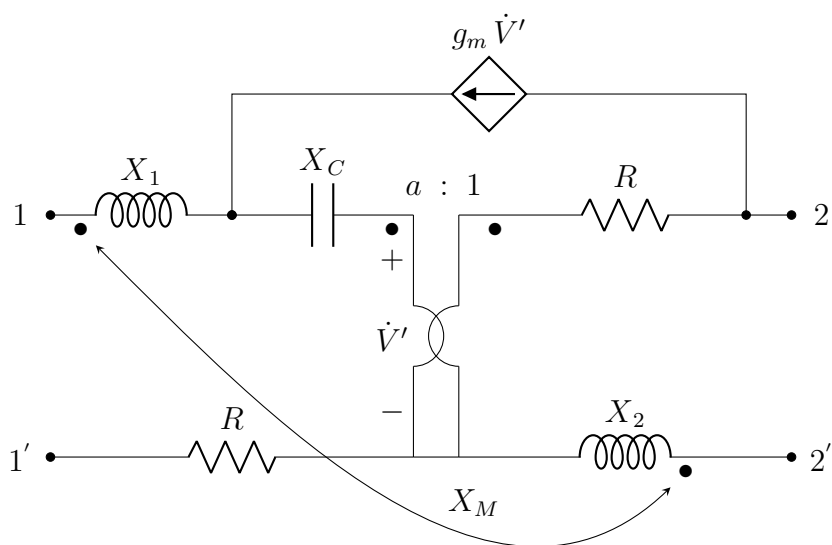 g_m V̇′
X_1
X_C
a : 1
R
1
2
+
V̇′
−
R
X_2
1′
2′
X_M